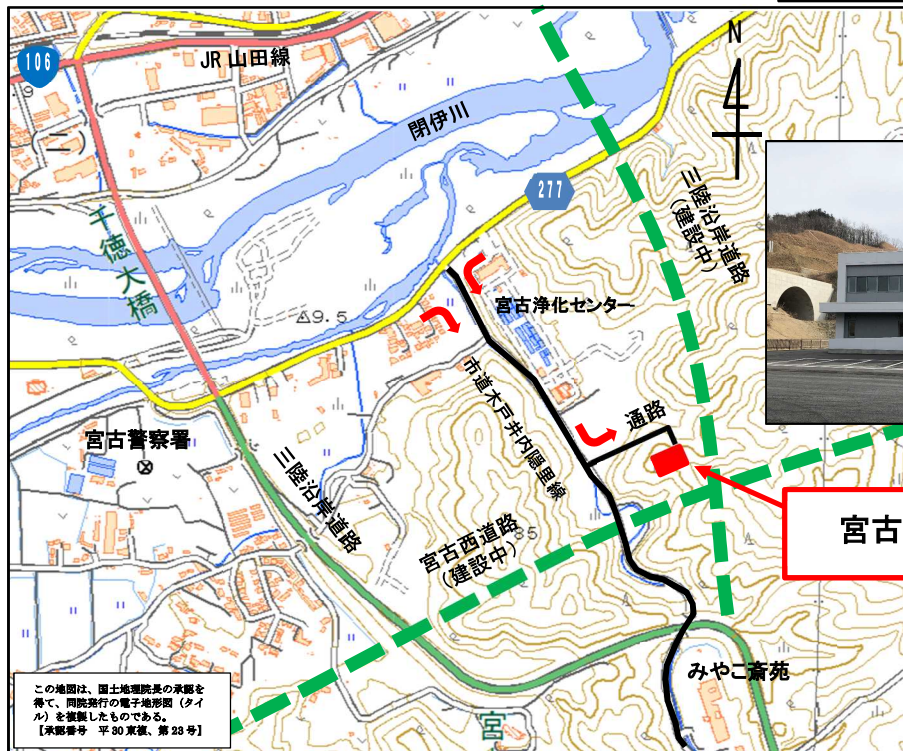 106
JR 山田線
N
閉伊川
277
三陸沿岸道路
(建設中)
千徳大橋
9.5
宮古浄化センター
市道木戸井内隠里線
通路
宮古警察署
三陸沿岸道路
宮古
宮古西道路
(建設中)
85
みやこ斎苑
宮
この地図は、国土地理院長の承認を
得て、同院発行の電子地形図（タイ
ル）を複製したものである。
【承認番号 平 30 東複、第 23 号】